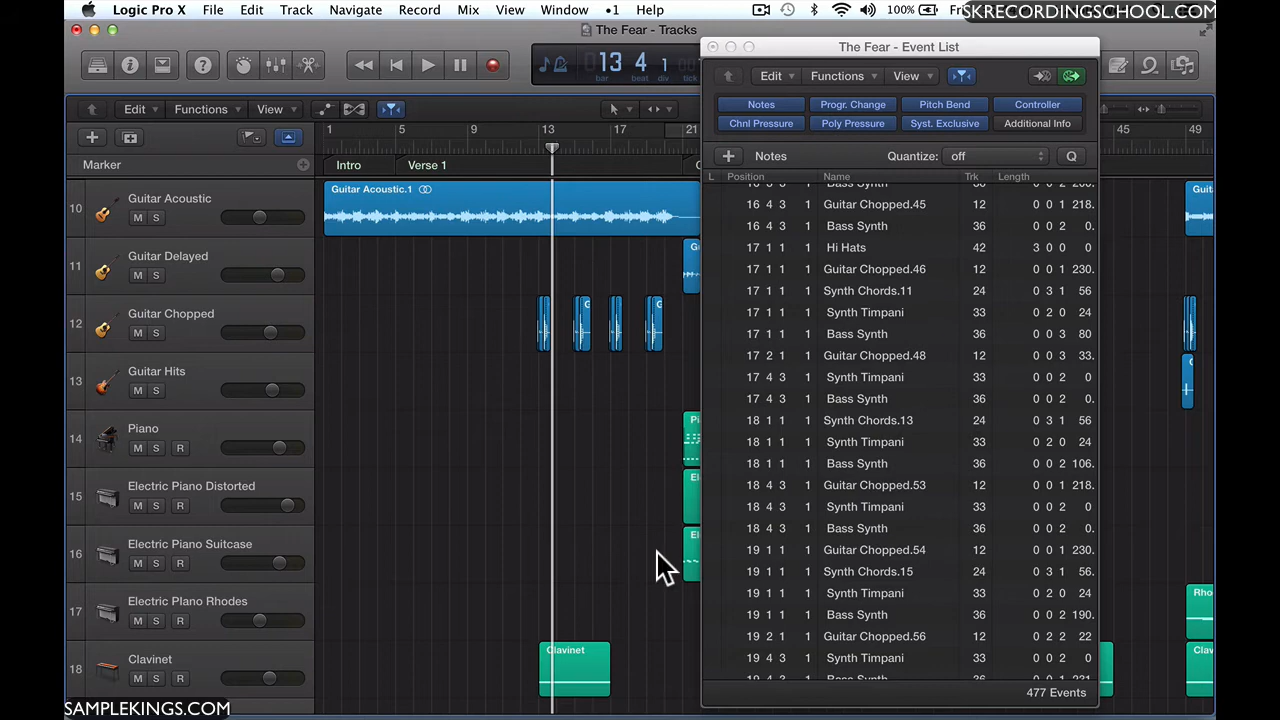 Logic Pro X File Edit Track Navigate Record Mix View Window •1 Help 100% Fri
SKRECORDINGSCHOOL.COM
The Fear - Tracks
13 4 1
bar beat div tick
The Fear - Event List
Edit Functions View
Edit Functions View
Notes Progr. Change Pitch Bend Controller
Chnl Pressure Poly Pressure Syst. Exclusive Additional Info
Notes Quantize: off Q
1 5 9 13 17 21 45 49
Marker
Intro Verse 1
L Position Name Trk Length
10 Guitar Acoustic M S
Guitar Acoustic.1
11 Guitar Delayed M S
12 Guitar Chopped M S
13 Guitar Hits M S
14 Piano M S R
15 Electric Piano Distorted M S R
16 Electric Piano Suitcase M S R
17 Electric PIano Rhodes M S R
Rho
18 Clavinet M S R
Clavinet
16 4 3 1 Guitar Chopped.45 12 0 0 1 218.
16 4 3 1 Bass Synth 36 0 0 2 0.
17 1 1 1 Hi Hats 42 3 0 0 0
17 1 1 1 Guitar Chopped.46 12 0 0 1 230.
17 1 1 1 Synth Chords.11 24 0 3 1 56
17 1 1 1 Synth Timpani 33 0 2 0 24
17 1 1 1 Bass Synth 36 0 0 3 80
17 2 1 1 Guitar Chopped.48 12 0 0 3 33.
17 4 3 1 Synth Timpani 33 0 0 2 0
17 4 3 1 Bass Synth 36 0 0 2 0.
18 1 1 1 Synth Chords.13 24 0 3 1 56
18 1 1 1 Synth Timpani 33 0 2 0 24
18 1 1 1 Bass Synth 36 0 0 2 106.
18 4 3 1 Guitar Chopped.53 12 0 0 1 218.
18 4 3 1 Synth Timpani 33 0 0 2 0
18 4 3 1 Bass Synth 36 0 0 2 0.
19 1 1 1 Guitar Chopped.54 12 0 0 1 230.
19 1 1 1 Synth Chords.15 24 0 3 1 56.
19 1 1 1 Synth Timpani 33 0 2 0 24
19 1 1 1 Bass Synth 36 0 0 2 190.
19 2 1 1 Guitar Chopped.56 12 0 0 2 22
19 4 3 1 Synth Timpani 33 0 0 2 0
477 Events
SAMPLEKINGS.COM